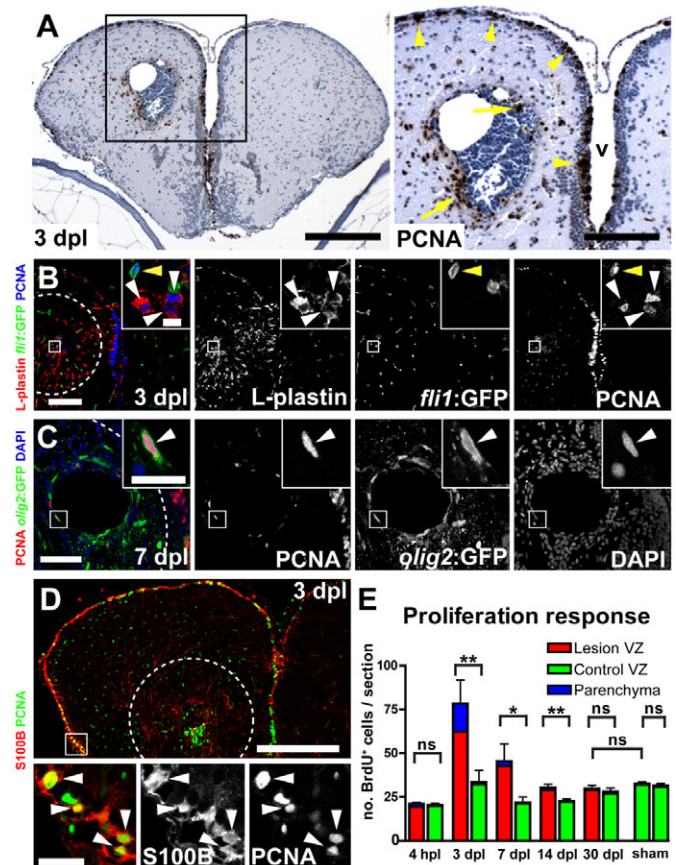 A
3 dpl
PCNA
v
B
L-plastin fli1:GFP PCNA
3 dpl
L-plastin
fli1:GFP
PCNA
C
PCNA olig2:GFP DAPI
7 dpl
PCNA
olig2:GFP
DAPI
D
3 dpl
S100B PCNA
S100B
PCNA
E
Proliferation response
Lesion VZ
Control VZ
Parenchyma
no. BrdU+ cells / section
100
75
50
25
0
ns
**
*
**
ns
ns
ns
4 hpl
3 dpl
7 dpl
14 dpl
30 dpl
sham